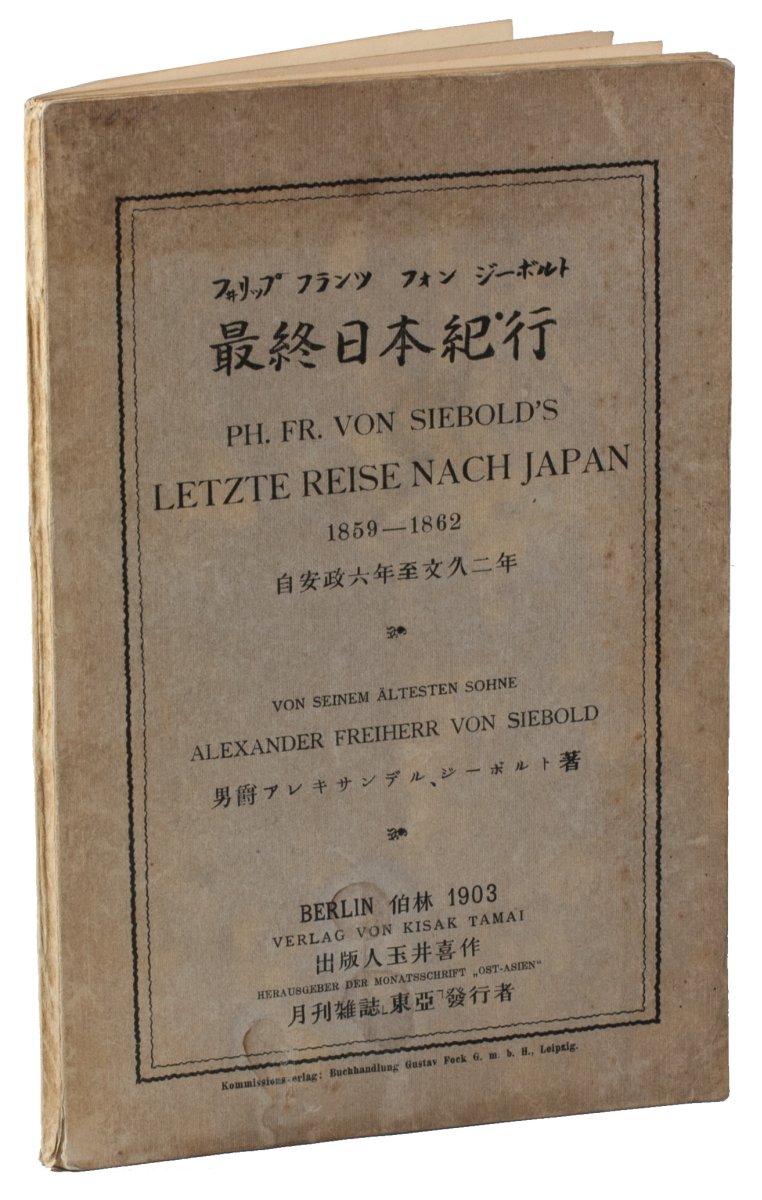 フ井リップ フランツ フォン ジーボルト
最終日本紀行
PH. FR. VON SIEBOLD'S
LETZTE REISE NACH JAPAN
1859—1862
自安政六年至文久二年
VON SEINEM ÄLTESTEN SOHNE
ALEXANDER FREIHERR VON SIEBOLD
男爵アレキサンデル、ジーボルト著
BERLIN 伯林 1903
VERLAG VON KISAK TAMAI
出版人玉井喜作
HERAUSGEBER DER MONATSSCHRIFT „OST-ASIEN“
月刊雑誌「東亞」發行者
Kommissions-erlag: Buchhandlung Gustav Fock G. m. b. H., Leipzig.